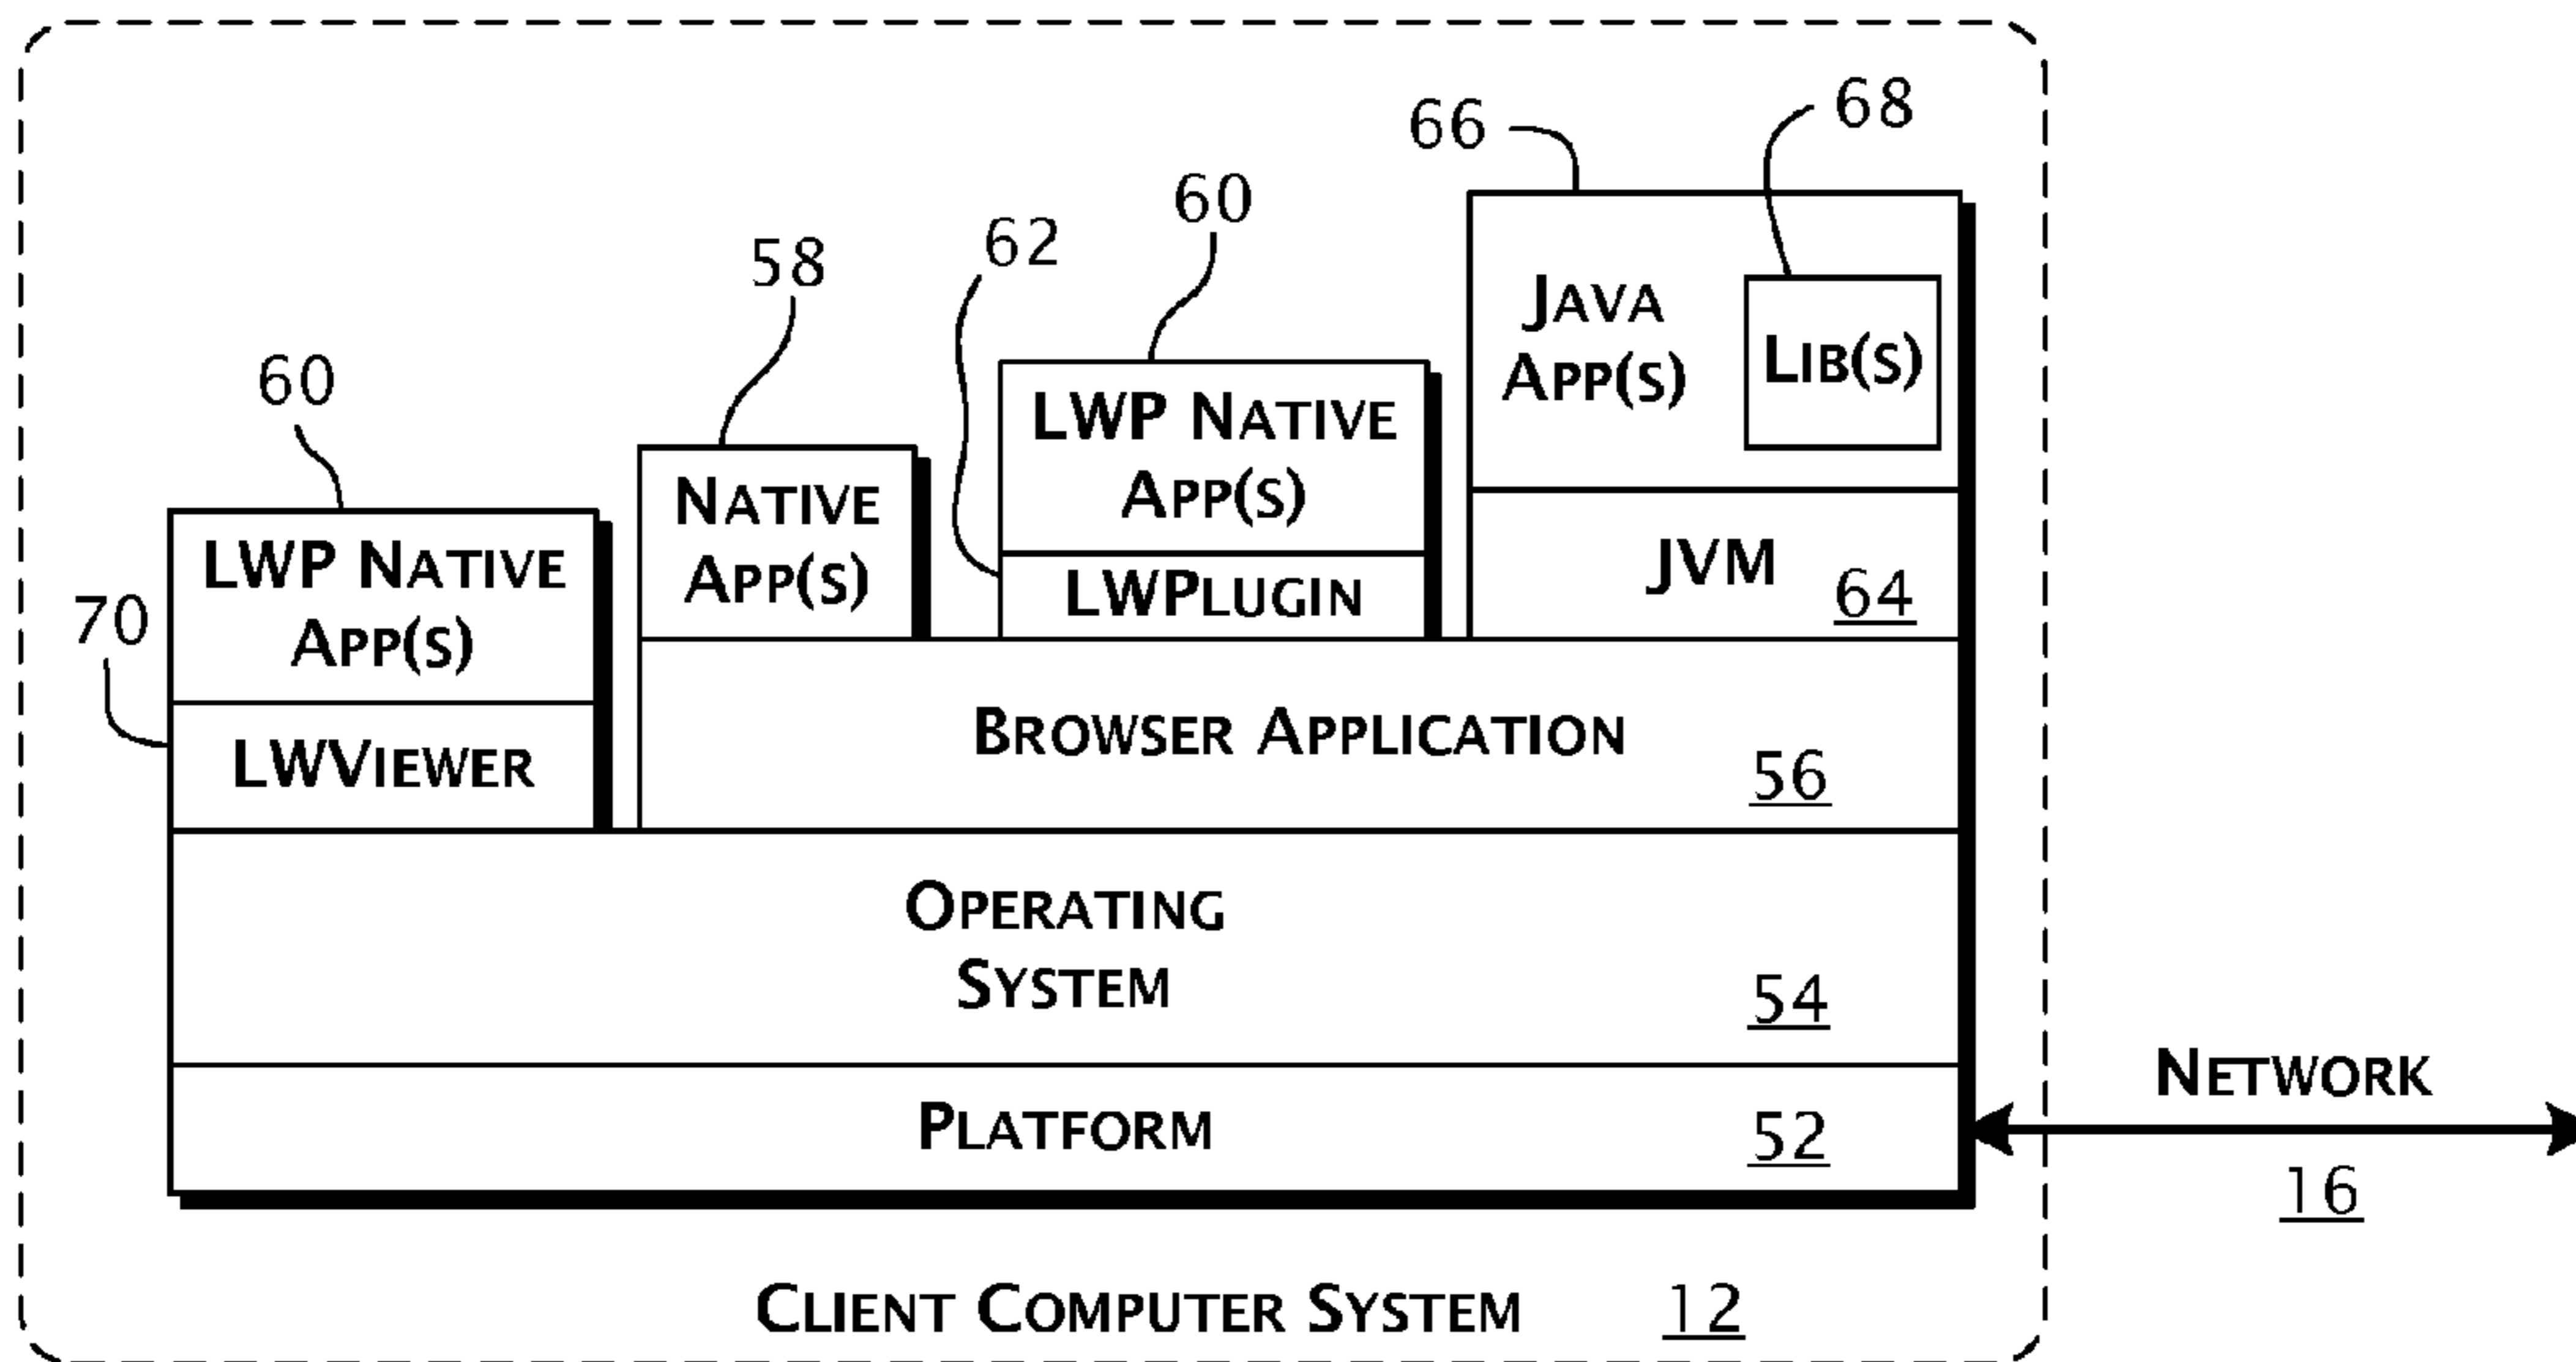 68
66
60
62
58
JAVA
APP(S)
LIB(S)
60
LWP NATIVE
APP(S)
NATIVE
APP(S)
LWP NATIVE
APP(S)
70
LWPLUGIN
JVM
64
LWVIEWER
BROWSER APPLICATION
56
OPERATING
SYSTEM
54
PLATFORM
52
NETWORK
16
CLIENT COMPUTER SYSTEM 12